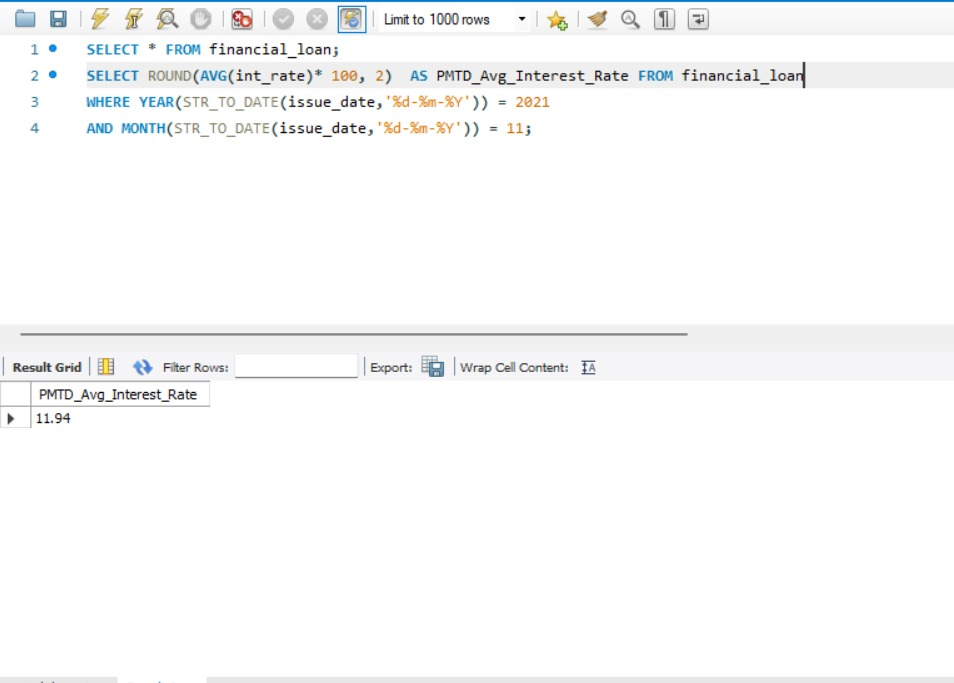 Limit to 1000 rows
1 SELECT * FROM financial_loan;
2 SELECT ROUND(AVG(int_rate)* 100, 2)  AS PMTD_Avg_Interest_Rate FROM financial_loan
3 WHERE YEAR(STR_TO_DATE(issue_date,'%d-%m-%Y')) = 2021
4 AND MONTH(STR_TO_DATE(issue_date,'%d-%m-%Y')) = 11;
Result Grid Filter Rows: Export: Wrap Cell Content:
PMTD_Avg_Interest_Rate
11.94